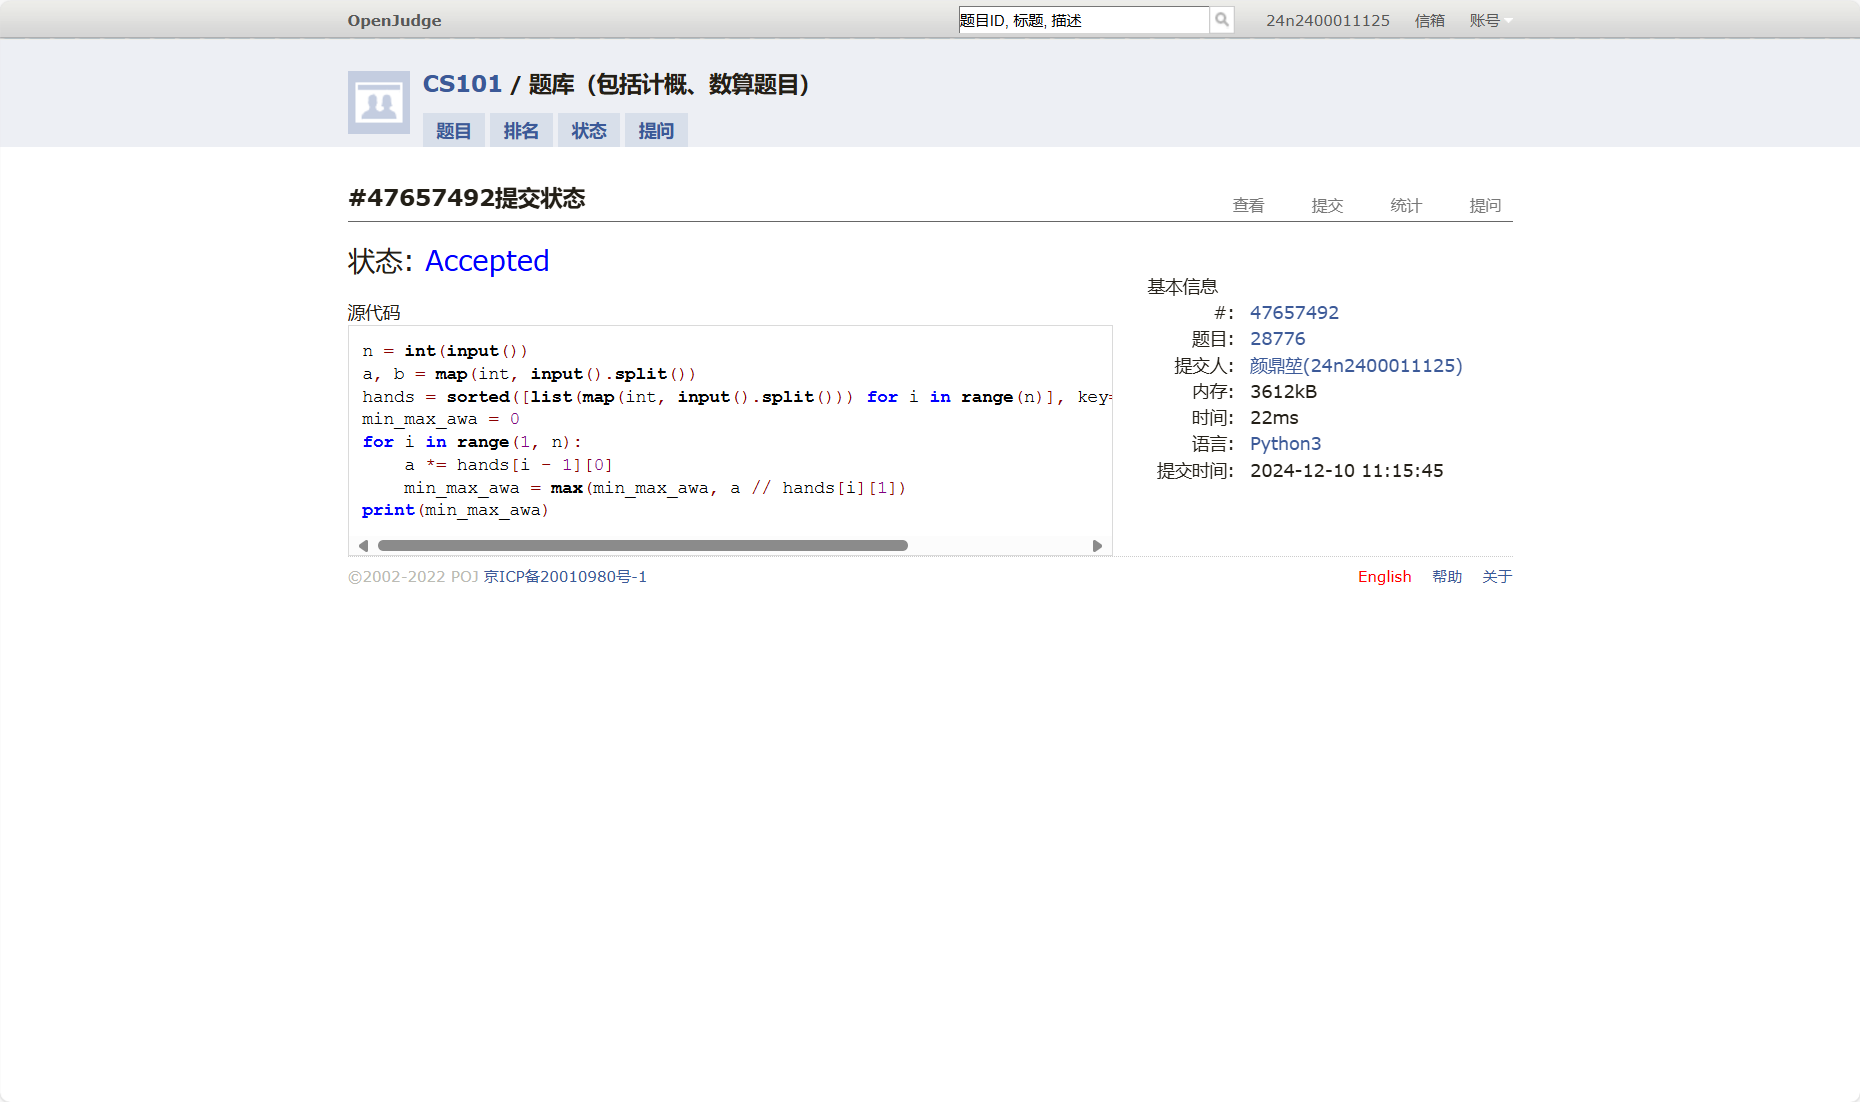 OpenJudge
题目ID, 标题, 描述
24n2400011125 信箱 账号
CS101 / 题库（包括计概、数算题目）
题目 排名 状态 提问
#47657492提交状态
查看 提交 统计 提问
状态: Accepted
源代码
n = int(input())
a, b = map(int, input().split())
hands = sorted([list(map(int, input().split())) for i in range(n)], key=
min_max_awa = 0
for i in range(1, n):
    a *= hands[i - 1][0]
    min_max_awa = max(min_max_awa, a // hands[i][1])
print(min_max_awa)
基本信息
#: 47657492
题目: 28776
提交人: 颜鼎堃(24n2400011125)
内存: 3612kB
时间: 22ms
语言: Python3
提交时间: 2024-12-10 11:15:45
©2002-2022 POJ 京ICP备20010980号-1
English 帮助 关于